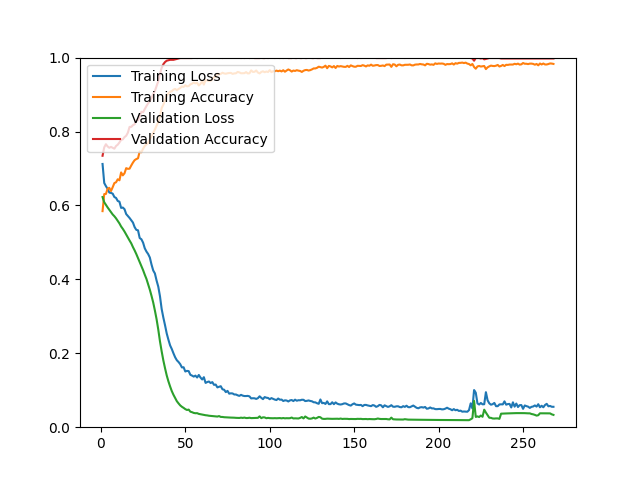 1.0
0.8
0.6
0.4
0.2
0.0
Training Loss
Training Accuracy
Validation Loss
Validation Accuracy
0 50 100 150 200 250